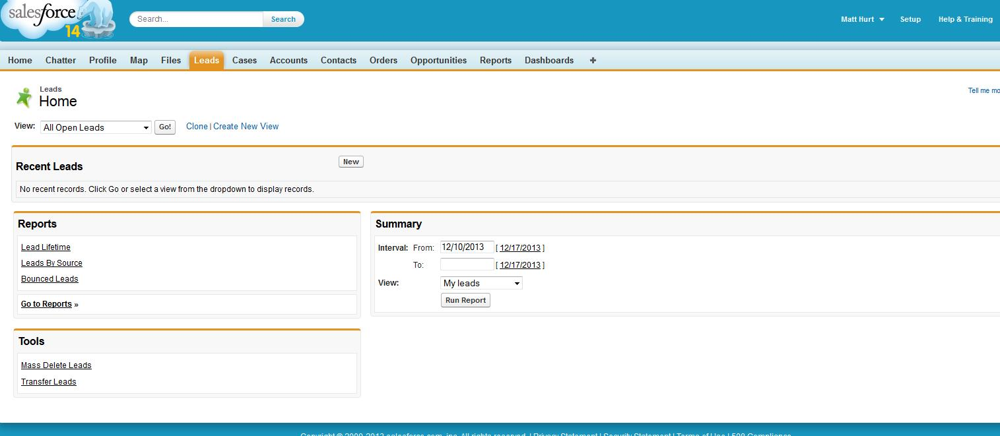 salesforce
14
Search...
Search
Matt Hurt
Setup
Help & Training
Home Chatter Profile Map Files Leads Cases Accounts Contacts Orders Opportunities Reports Dashboards +
Leads
Home
Tell me mo
View: All Open Leads Go! Clone | Create New View
Recent Leads
New
No recent records. Click Go or select a view from the dropdown to display records.
Reports
Lead Lifetime
Leads By Source
Bounced Leads
Go to Reports »
Summary
Interval: From: 12/10/2013 [ 12/17/2013 ]
To: [ 12/17/2013 ]
View: My leads
Run Report
Tools
Mass Delete Leads
Transfer Leads
Copyright © 2000-2013 salesforce.com, inc. All rights reserved. | Privacy Statement | Security Statement | Terms of Use | 508 Compliance